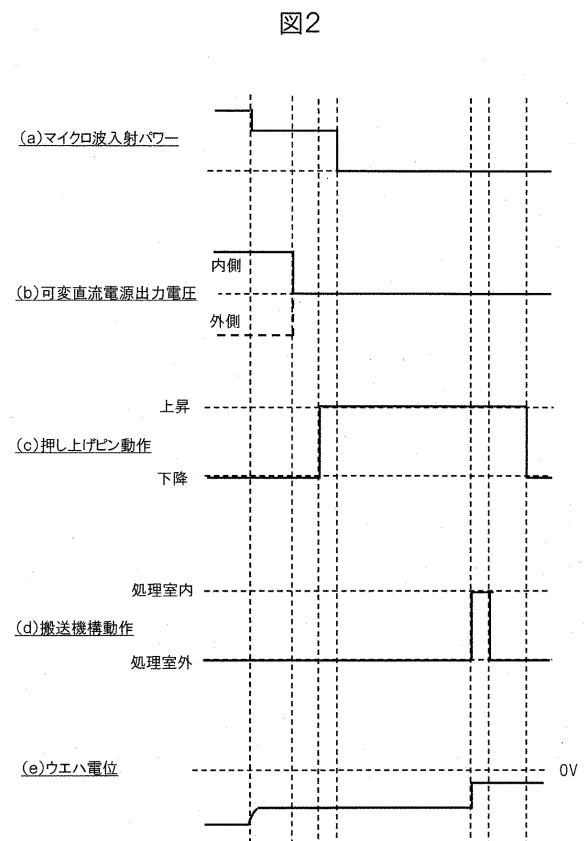 図2
(a)マイクロ波入射パワー
内側
(b)可変直流電源出力電圧
外側
上昇
(c)押し上げピン動作
下降
処理室内
(d)搬送機構動作
処理室外
(e)ウエハ電位
0V